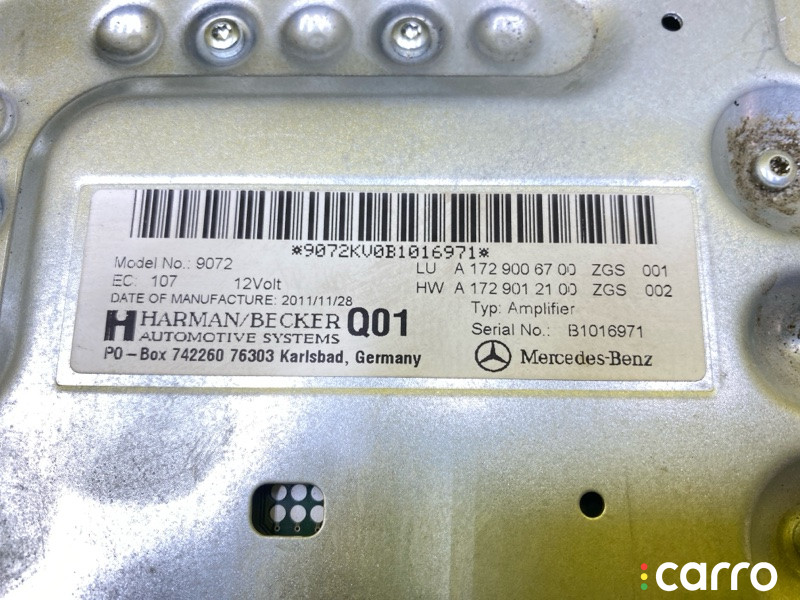 *9072KV0B1016971*
Model No.: 9072
LU A 172 900 67 00 ZGS 001
EC: 107 12Volt
HW A 172 901 21 00 ZGS 002
DATE OF MANUFACTURE: 2011/11/28
Typ: Amplifier
HARMAN/BECKER Q01
AUTOMOTIVE SYSTEMS
Serial No.: B1016971
PO-Box 742260 76303 Karlsbad, Germany
Mercedes-Benz
carro